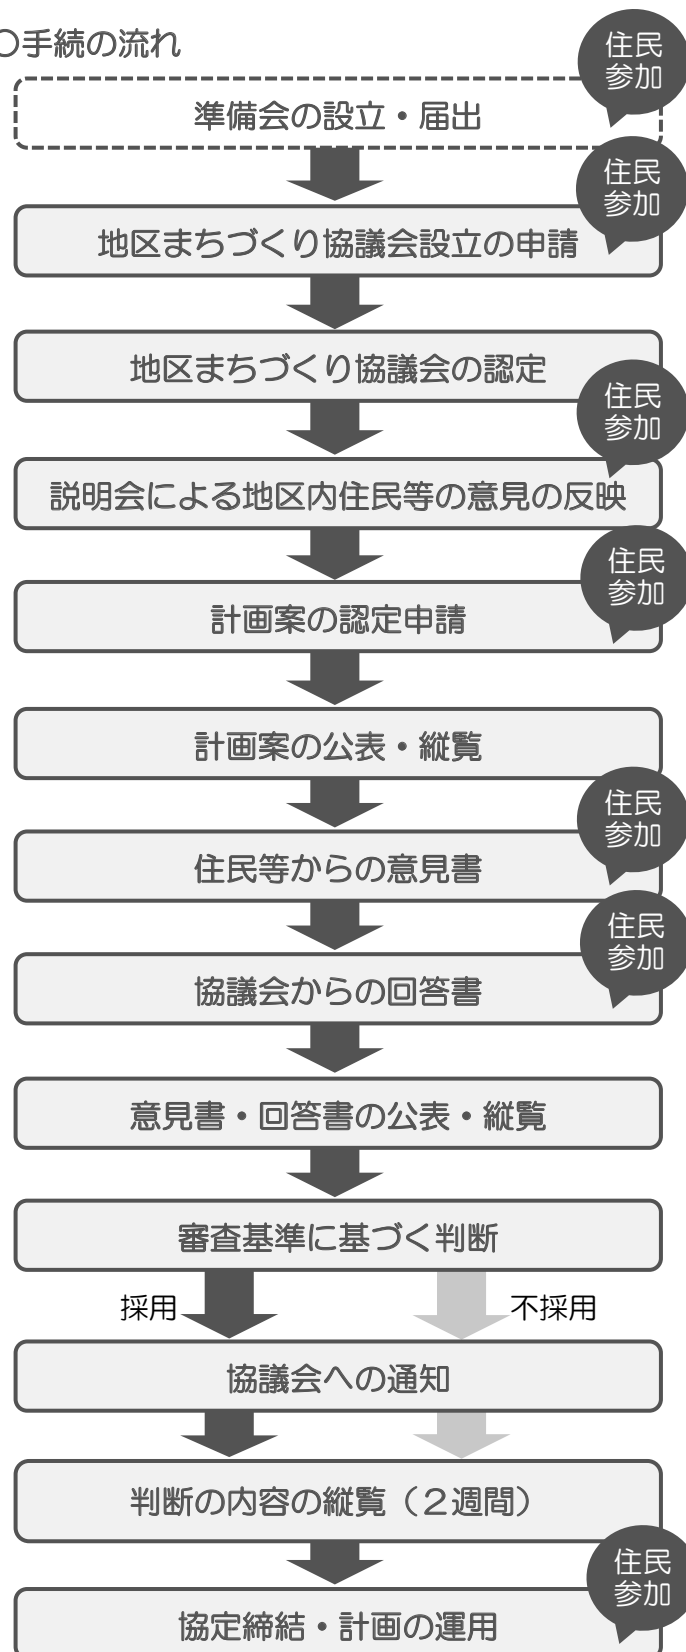 〇手続の流れ
住民
参加
準備会の設立・届出
住民
参加
地区まちづくり協議会設立の申請
地区まちづくり協議会の認定
住民
参加
説明会による地区内住民等の意見の反映
住民
参加
計画案の認定申請
計画案の公表・縦覧
住民
参加
住民等からの意見書
住民
参加
協議会からの回答書
意見書・回答書の公表・縦覧
審査基準に基づく判断
採用
不採用
協議会への通知
判断の内容の縦覧（２週間）
住民
参加
協定締結・計画の運用